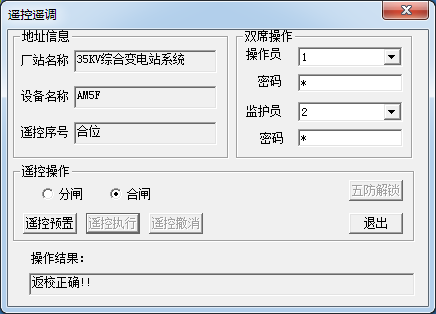 遥控遥调
地址信息
厂站名称 35KV综合变电站系统
设备名称 AM5F
遥控序号 合位
双席操作
操作员 1
密码 *
监护员 2
密码 *
遥控操作
分闸 合闸
五防解锁
遥控预置 遥控执行 遥控撤消 退出
操作结果:
返校正确!!